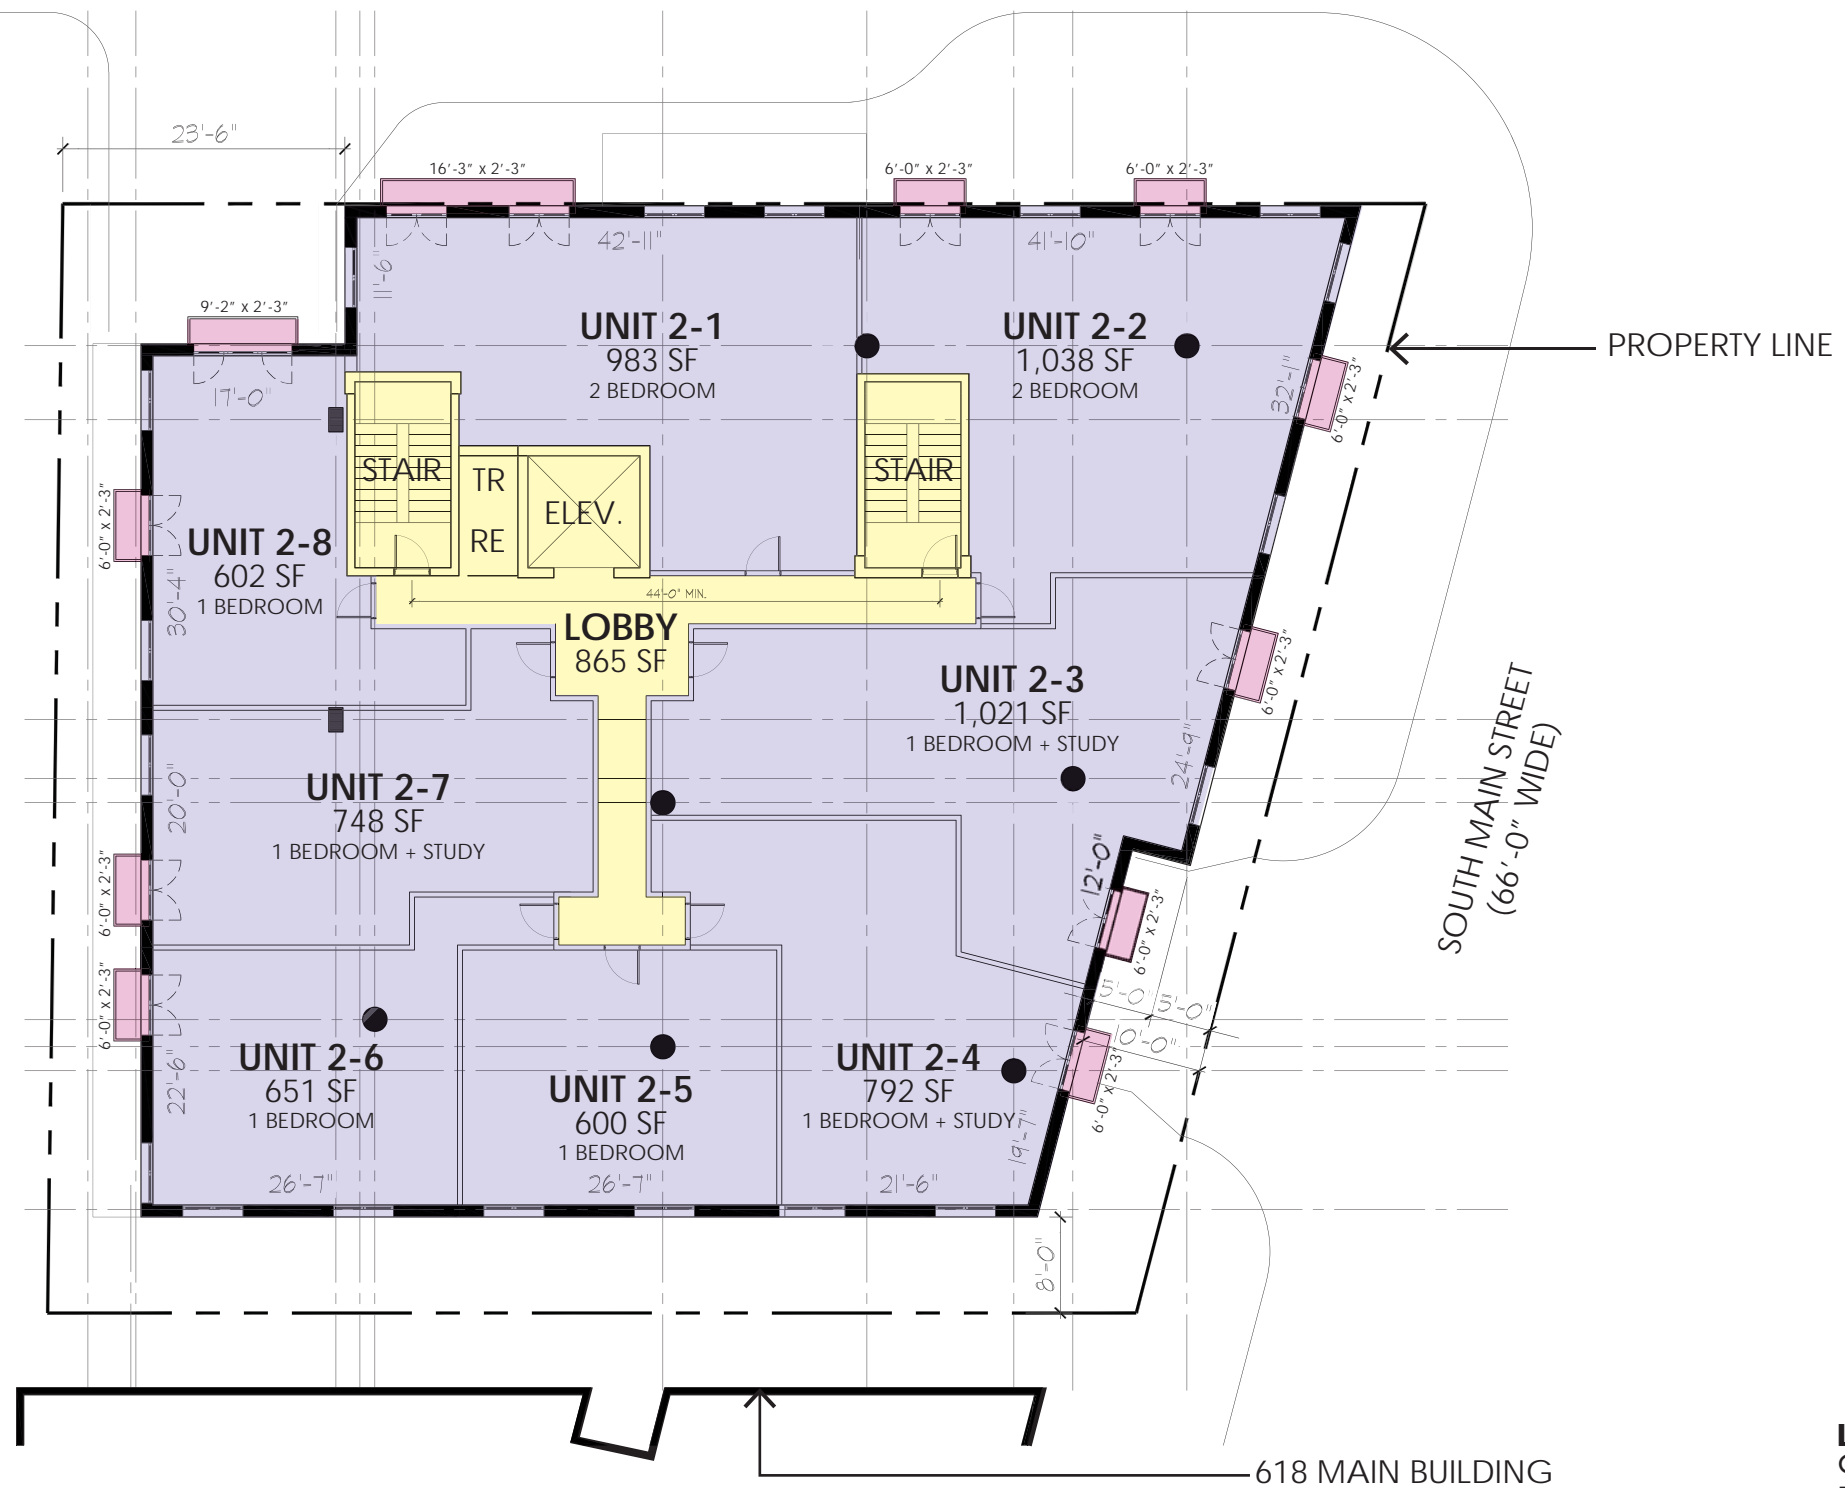 23'-6"
16'-3" x 2'-3"
6'-0" x 2'-3"
6'-0" x 2'-3"
42'-11"
41'-10"
11'-6"
9'-2" x 2'-3"
17'-0"
UNIT 2-1
983 SF
2 BEDROOM
UNIT 2-2
1,038 SF
2 BEDROOM
32'-1"
6'-0" x 2'-3"
PROPERTY LINE
STAIR
TR
RE
ELEV.
STAIR
6'-0" x 2'-3"
UNIT 2-8
602 SF
1 BEDROOM
30'-4"
44'-0" MIN.
LOBBY
865 SF
UNIT 2-3
1,021 SF
1 BEDROOM + STUDY
6'-0" x 2'-3"
24'-9"
SOUTH MAIN STREET
(66'-0" WIDE)
UNIT 2-7
748 SF
1 BEDROOM + STUDY
20'-0"
6'-0" x 2'-3"
12'-0"
6'-0" x 2'-3"
6'-0" x 2'-3"
5'-0"
UNIT 2-6
651 SF
1 BEDROOM
22'-6"
26'-7"
UNIT 2-5
600 SF
1 BEDROOM
26'-7"
UNIT 2-4
792 SF
1 BEDROOM + STUDY
19'-7"
21'-6"
6'-0" x 2'-3"
8'-0"
618 MAIN BUILDING